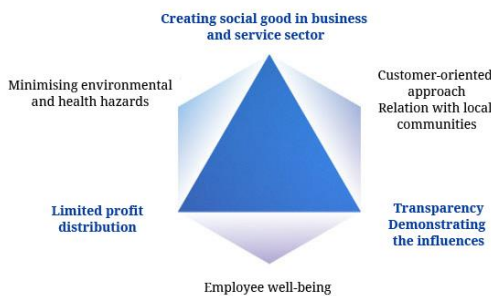 Creating social good in business
and service sector
Minimising environmental
and health hazards
Customer-oriented
approach
Relation with local
communities
Limited profit
distribution
Transparency
Demonstrating
the influences
Employee well-being